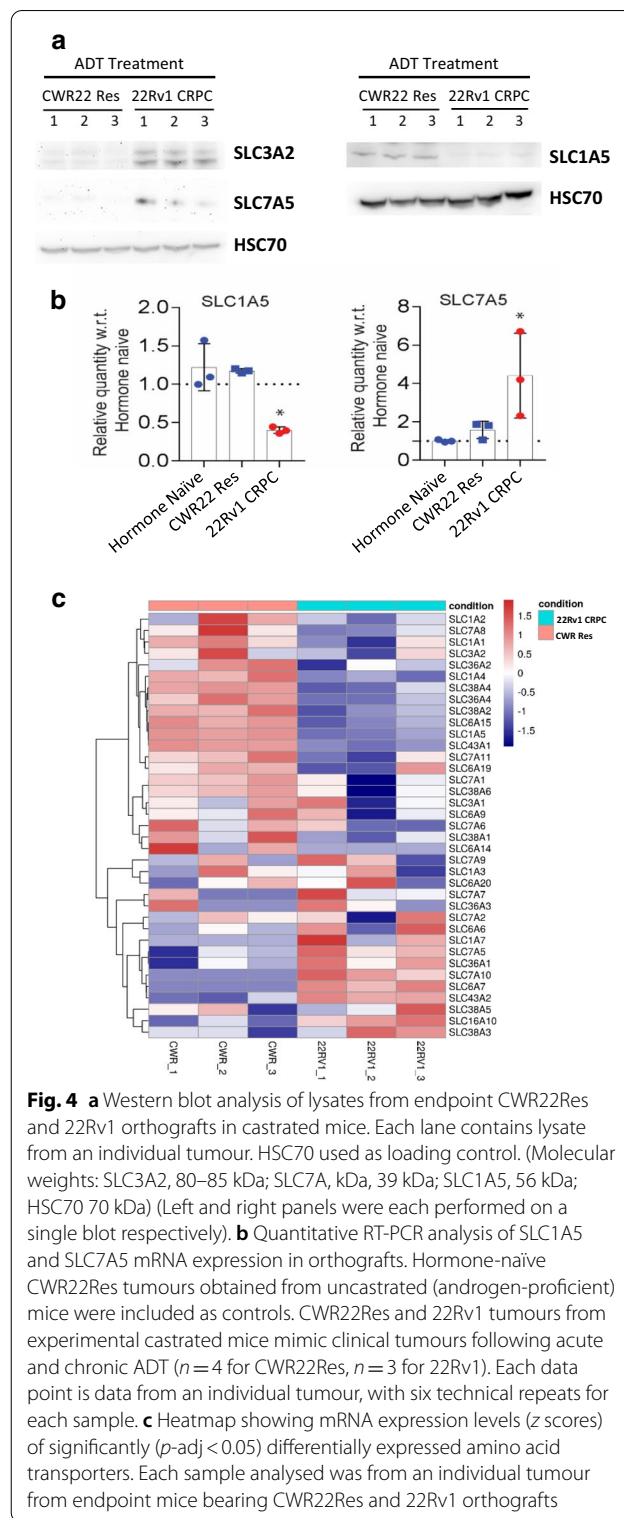 a
ADT Treatment
CWR22 Res 22Rv1 CRPC
1 2 3 1 2 3
SLC3A2
SLC7A5
HSC70
ADT Treatment
CWR22 Res 22Rv1 CRPC
1 2 3 1 2 3
SLC1A5
HSC70
b
SLC1A5
Relative quantity w.r.t.
Hormone naive
2.0
1.5
1.0
0.5
0.0
*
Hormone Naïve
CWR22 Res
22Rv1 CRPC
SLC7A5
Relative quantity w.r.t.
Hormone naive
8
6
4
2
0
*
Hormone Naïve
CWR22 Res
22Rv1 CRPC
c
condition
SLC1A2
SLC7A8
SLC1A1
SLC3A2
SLC36A2
SLC1A4
SLC38A4
SLC36A4
SLC38A2
SLC6A15
SLC1A5
SLC43A1
SLC7A11
SLC6A19
SLC7A1
SLC38A6
SLC3A1
SLC6A9
SLC7A6
SLC38A1
SLC6A14
SLC7A9
SLC1A3
SLC6A20
SLC7A7
SLC36A3
SLC7A2
SLC6A6
SLC1A7
SLC7A5
SLC36A1
SLC7A10
SLC6A7
SLC43A2
SLC38A5
SLC16A10
SLC38A3
CWR_1
CWR_2
CWR_3
22RV1_1
22RV1_2
22RV1_3
1.5
1
0.5
0
-0.5
-1
-1.5
condition
22Rv1 CRPC
CWR Res
Fig. 4 a Western blot analysis of lysates from endpoint CWR22Res
and 22Rv1 orthografts in castrated mice. Each lane contains lysate
from an individual tumour. HSC70 used as loading control. (Molecular
weights: SLC3A2, 80–85 kDa; SLC7A, kDa, 39 kDa; SLC1A5, 56 kDa;
HSC70 70 kDa) (Left and right panels were each performed on a
single blot respectively). b Quantitative RT-PCR analysis of SLC1A5
and SLC7A5 mRNA expression in orthografts. Hormone-naïve
CWR22Res tumours obtained from uncastrated (androgen-proficient)
mice were included as controls. CWR22Res and 22Rv1 tumours from
experimental castrated mice mimic clinical tumours following acute
and chronic ADT (n = 4 for CWR22Res, n = 3 for 22Rv1). Each data
point is data from an individual tumour, with six technical repeats for
each sample. c Heatmap showing mRNA expression levels (z scores)
of significantly (p-adj < 0.05) differentially expressed amino acid
transporters. Each sample analysed was from an individual tumour
from endpoint mice bearing CWR22Res and 22Rv1 orthografts